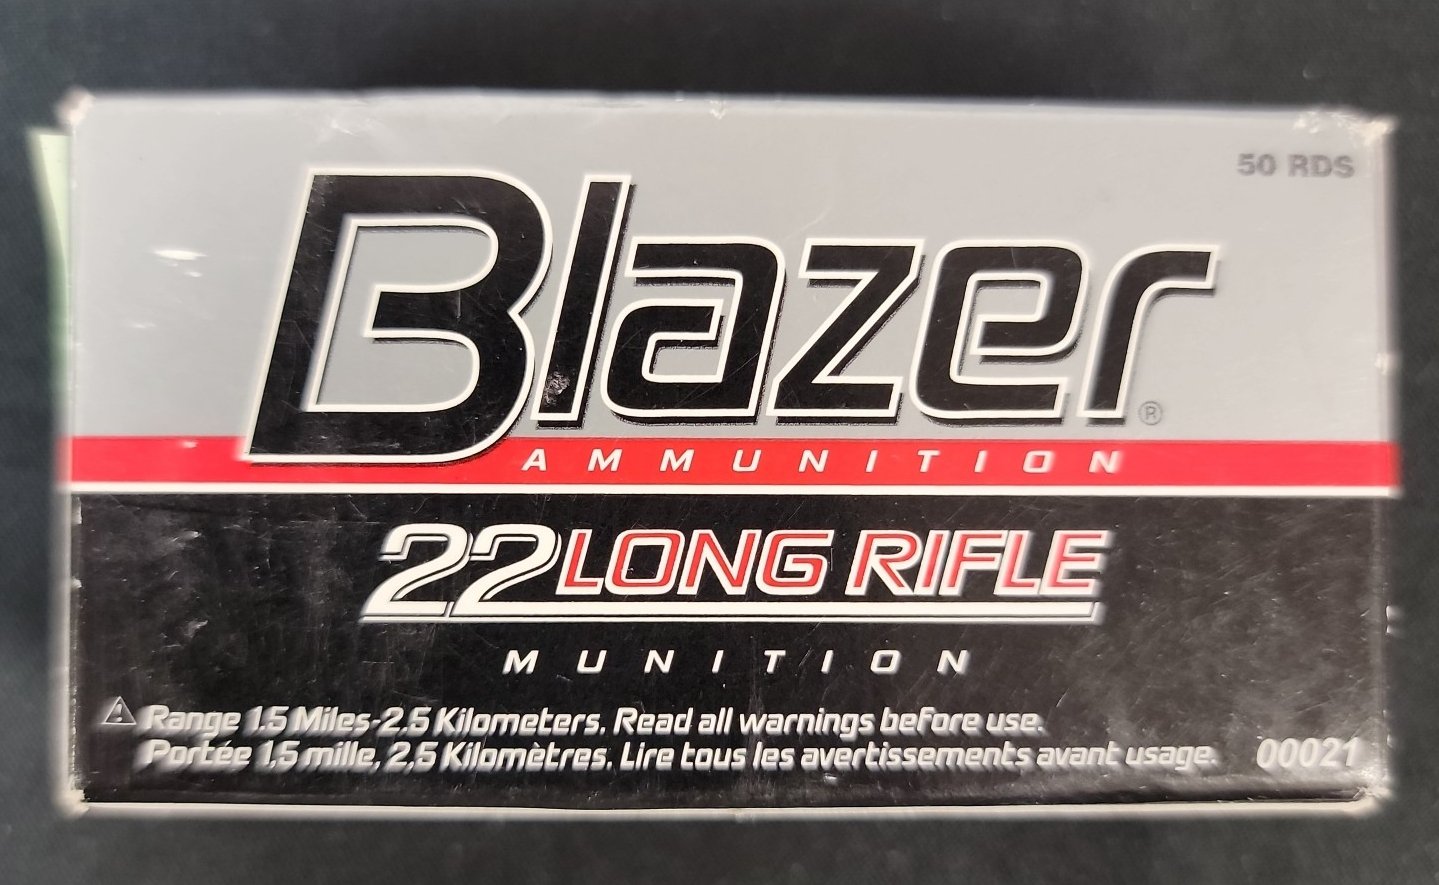 50 RDS
Blazer®
AMMUNITION
22 LONG RIFLE
MUNITION
Range 1.5 Miles-2.5 Kilometers. Read all warnings before use.
Portée 1,5 mille, 2,5 Kilomètres. Lire tous les avertissements avant usage. 00021